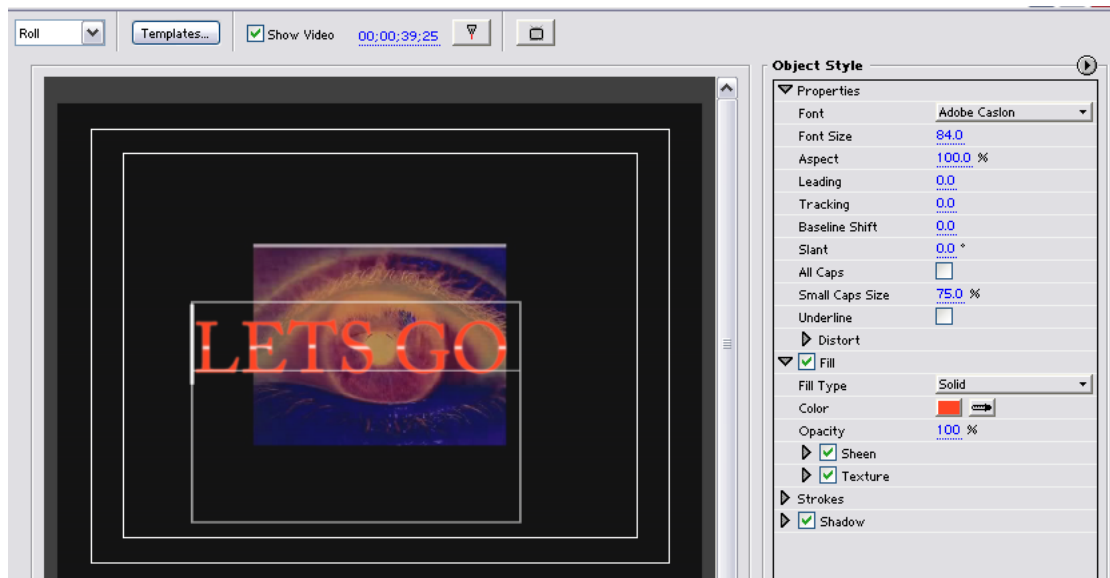 Roll
Templates...
Show Video
00;00;39;25
LETS GO
Object Style
Properties
Font Adobe Caslon
Font Size 84.0
Aspect 100.0 %
Leading 0.0
Tracking 0.0
Baseline Shift 0.0
Slant 0.0 °
All Caps
Small Caps Size 75.0 %
Underline
Distort
Fill
Fill Type Solid
Color
Opacity 100 %
Sheen
Texture
Strokes
Shadow